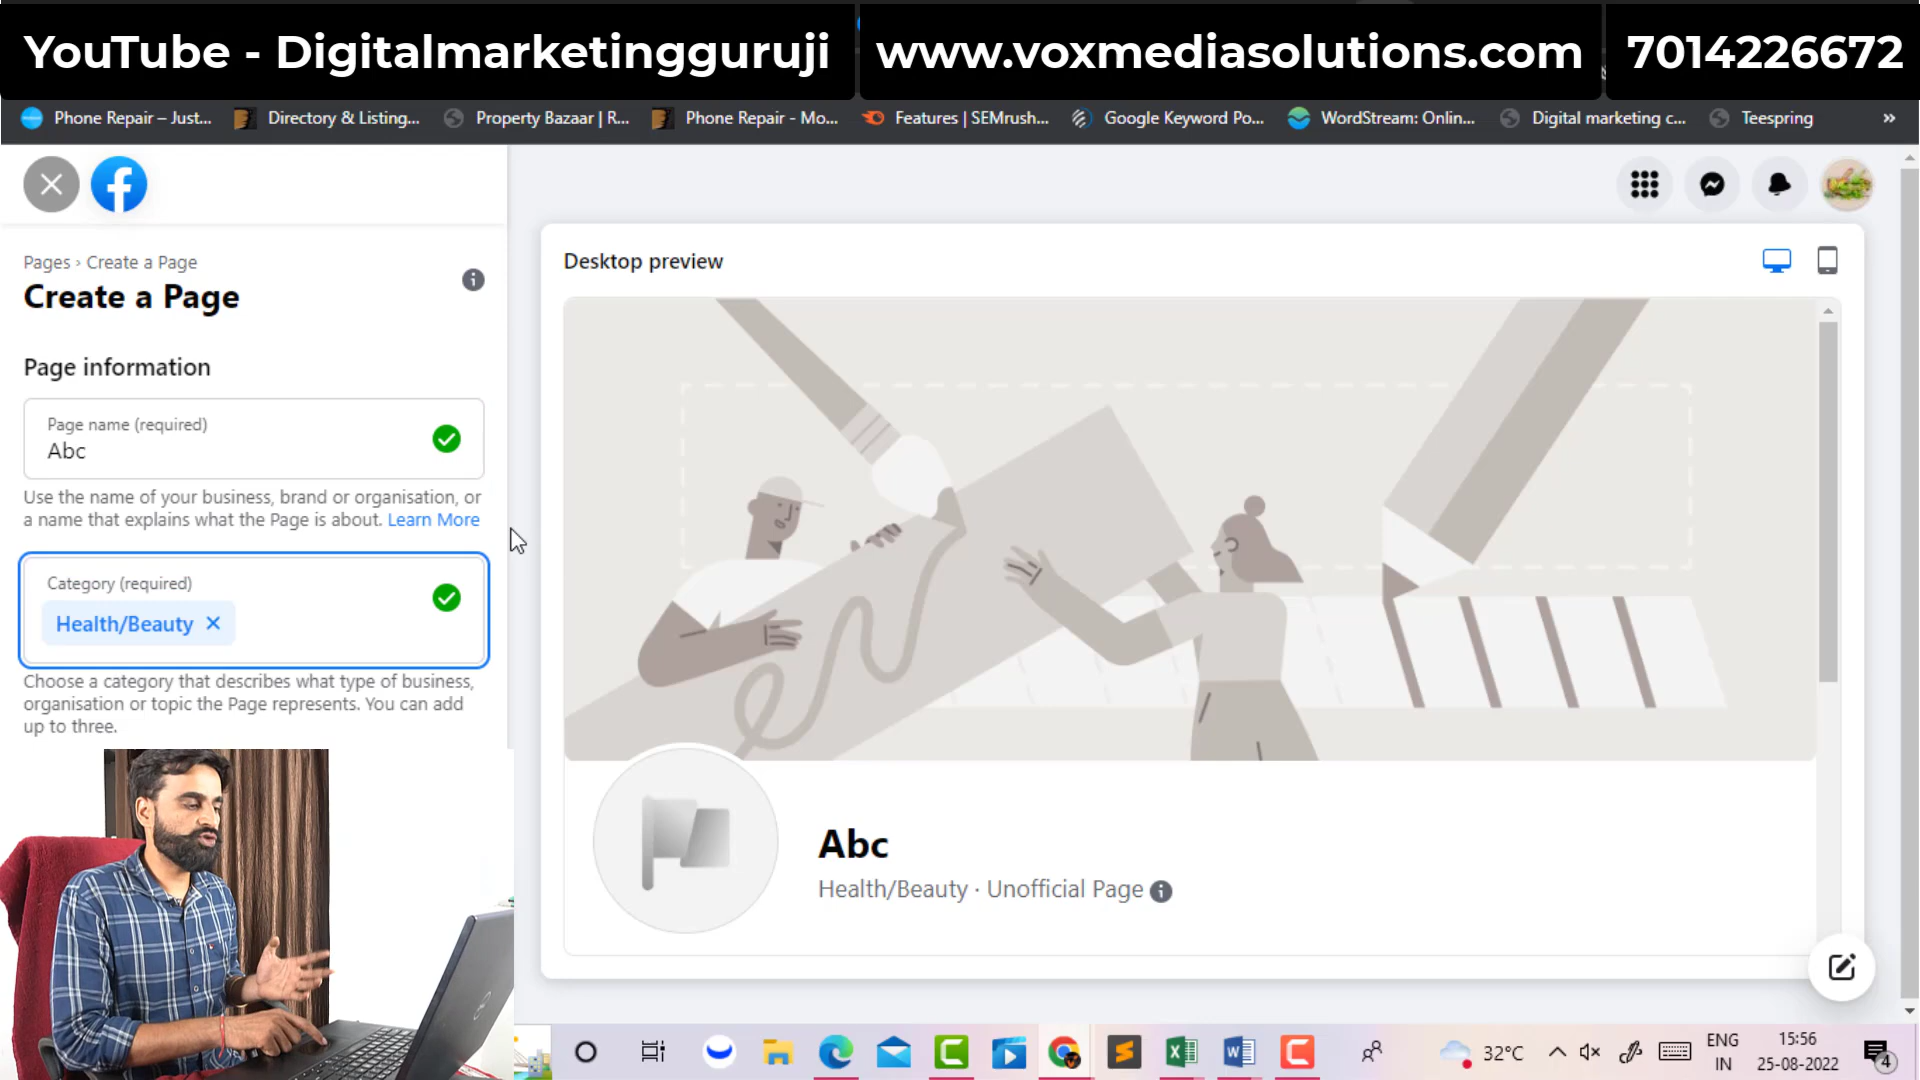 YouTube - Digitalmarketingguruji
www.voxmediasolutions.com
7014226672
Phone Repair – Just...
Directory & Listing...
Property Bazaar | R...
Phone Repair - Mo...
Features | SEMrush...
Google Keyword Po...
WordStream: Onlin...
Digital marketing c...
Teespring
»
Pages › Create a Page
Create a Page
Page information
Page name (required)
Abc
Use the name of your business, brand or organisation, or
a name that explains what the Page is about. Learn More
Category (required)
Health/Beauty ×
Choose a category that describes what type of business,
organisation or topic the Page represents. You can add
up to three.
Desktop preview
Abc
Health/Beauty · Unofficial Page
32°C
ENG
IN
15:56
25-08-2022
4